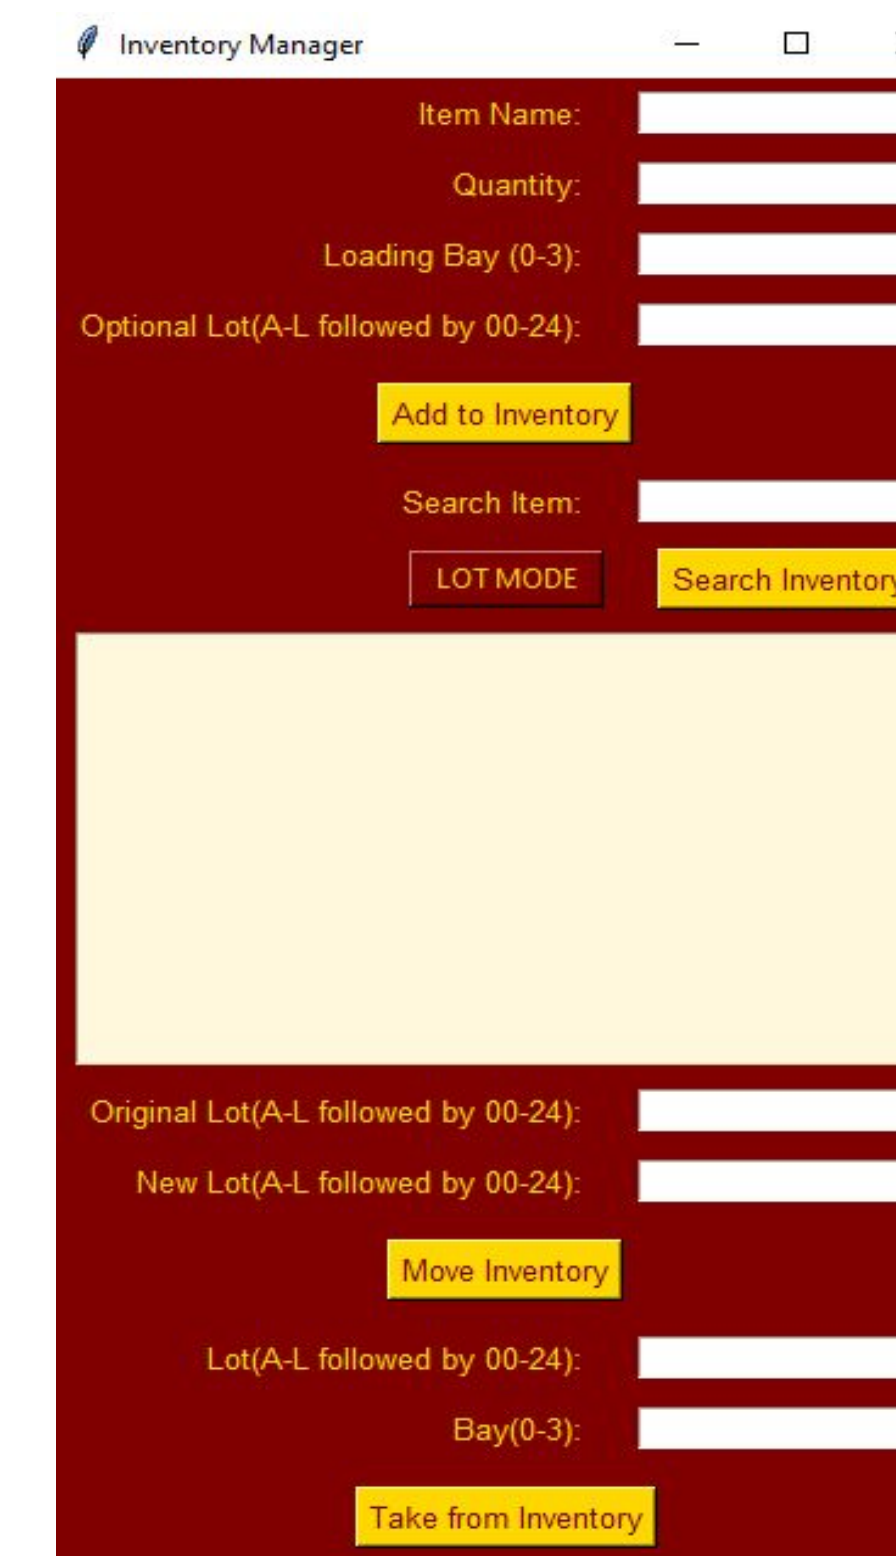 Inventory Manager
Item Name:
Quantity:
Loading Bay (0-3):
Optional Lot(A-L followed by 00-24):
Add to Inventory
Search Item:
LOT MODE Search Inventory
Original Lot(A-L followed by 00-24):
New Lot(A-L followed by 00-24):
Move Inventory
Lot(A-L followed by 00-24):
Bay(0-3):
Take from Inventory